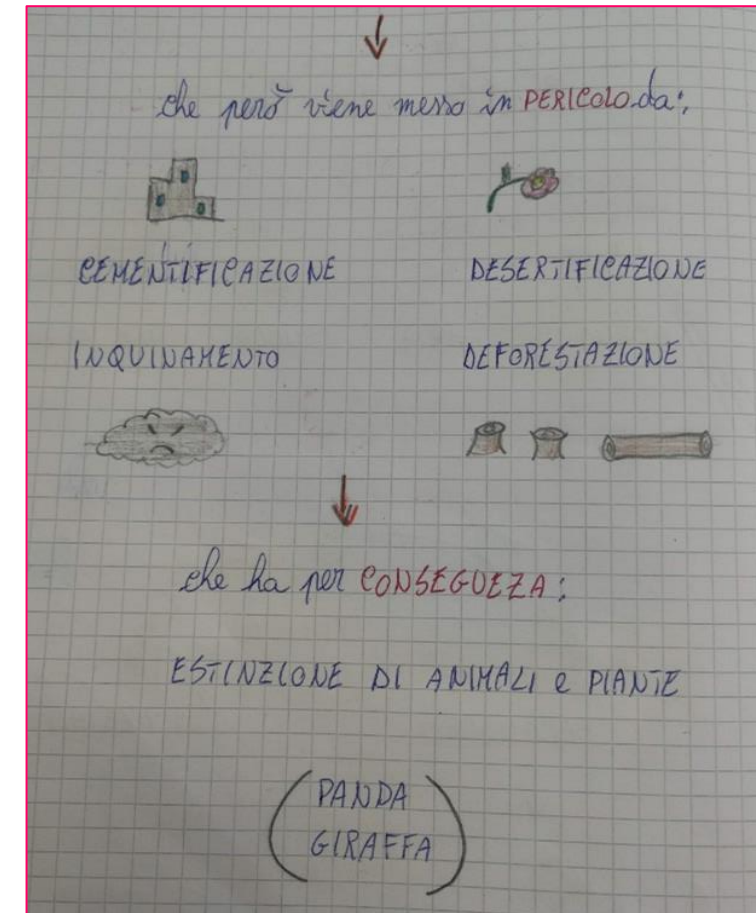 che però viene messo in PERICOLO da:
CEMENTIFICAZIONE DESERTIFICAZIONE
INQUINAMENTO DEFORESTAZIONE
che ha per CONSEGUEZA:
ESTINZIONE DI ANIMALI e PIANTE
(PANDA
GIRAFFA)